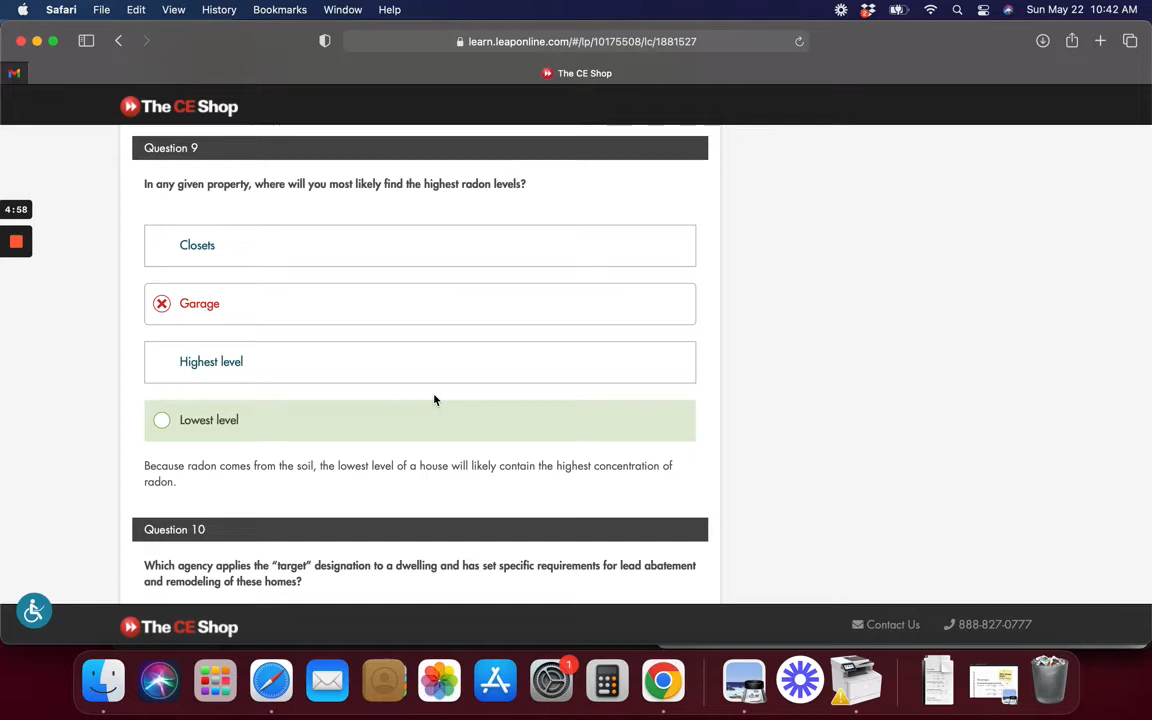 Safari File Edit View History Bookmarks Window Help
2
Sun May 22 10:42 AM
learn.leaponline.com/#/lp/10175508/lc/1881527
The CE Shop
The CE Shop
Question 9
In any given property, where will you most likely find the highest radon levels?
4:58
Closets
Garage
Highest level
Lowest level
Because radon comes from the soil, the lowest level of a house will likely contain the highest concentration of
radon.
Question 10
Which agency applies the “target” designation to a dwelling and has set specific requirements for lead abatement
and remodeling of these homes?
The CE Shop
Contact Us 888-827-0777
1